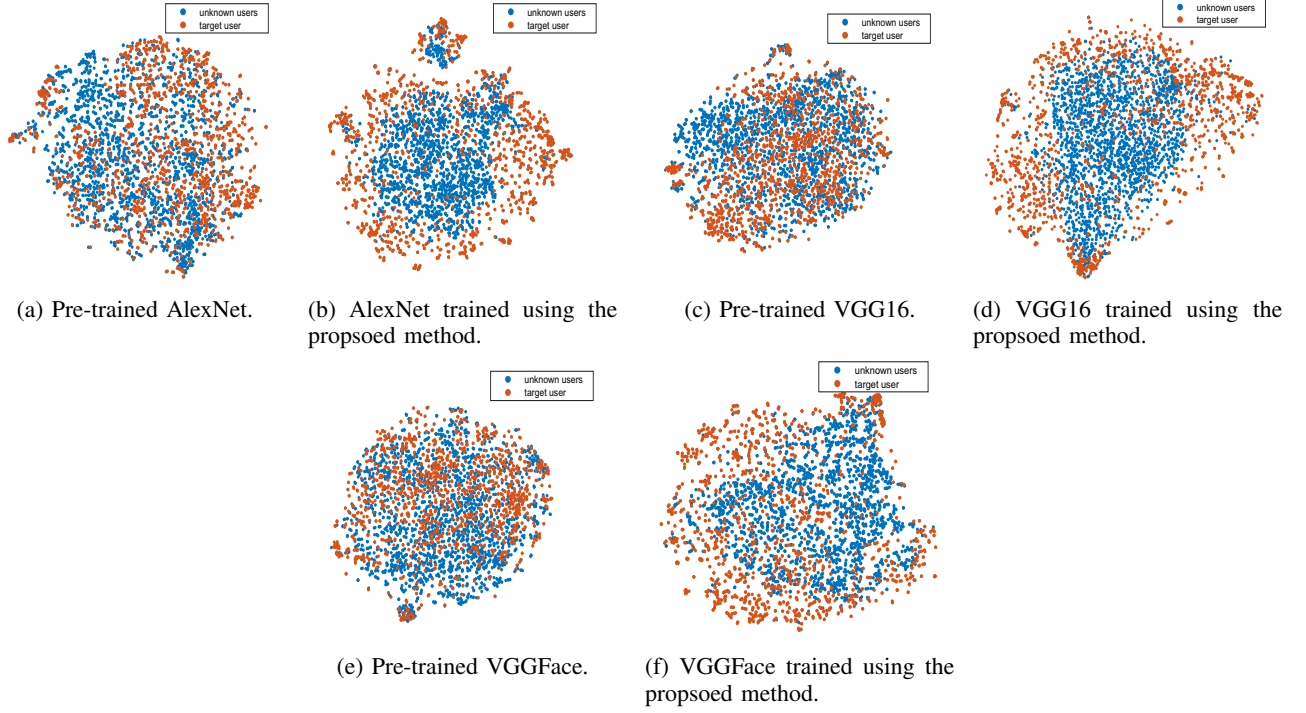 unknown users
target user
unknown users
target user
unknown users
target user
unknown users
target user
(a) Pre-trained AlexNet.
(b) AlexNet trained using the
propsoed method.
(c) Pre-trained VGG16.
(d) VGG16 trained using the
propsoed method.
unknown users
target user
unknown users
target user
(e) Pre-trained VGGFace.
(f) VGGFace trained using the
propsoed method.